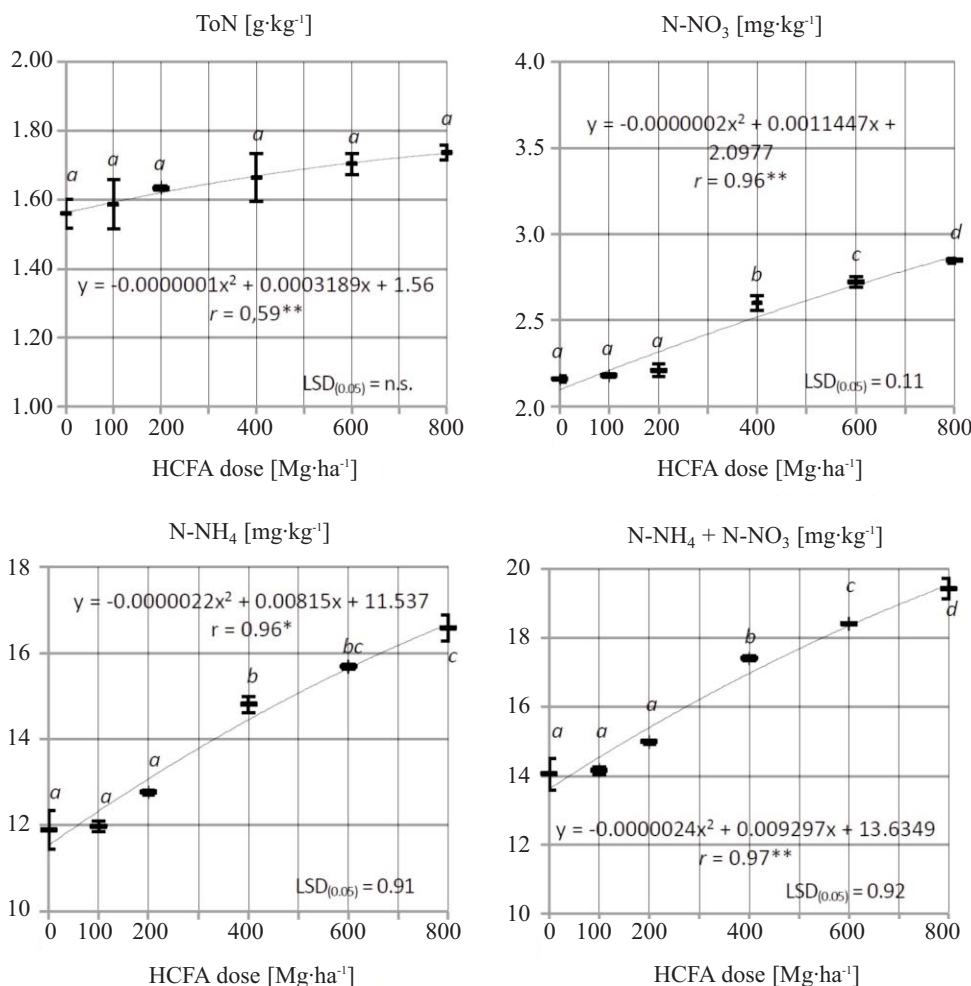 ToN [g·kg⁻¹]
2.00
1.80
1.60
1.40
1.20
1.00
a
a
a
a
a
a
y = -0.0000001x² + 0.0003189x + 1.56
r = 0,59**
LSD(0.05) = n.s.
0 100 200 400 600 800
HCFA dose [Mg·ha⁻¹]
N-NO₃ [mg·kg⁻¹]
4.0
3.5
3.0
2.5
2.0
y = -0.0000002x² + 0.0011447x +
2.0977
r = 0.96**
a
a
a
b
c
d
LSD(0.05) = 0.11
0 100 200 400 600 800
HCFA dose [Mg·ha⁻¹]
N-NH₄ [mg·kg⁻¹]
18
16
14
12
10
y = -0.0000022x² + 0.00815x + 11.537
r = 0.96*
a
a
a
b
bc
c
LSD(0.05) = 0.91
0 100 200 400 600 800
HCFA dose [Mg·ha⁻¹]
N-NH₄ + N-NO₃ [mg·kg⁻¹]
20
18
16
14
12
10
a
a
a
b
c
d
y = -0.0000024x² + 0.009297x + 13.6349
r = 0.97**
LSD(0.05) = 0.92
0 100 200 400 600 800
HCFA dose [Mg·ha⁻¹]